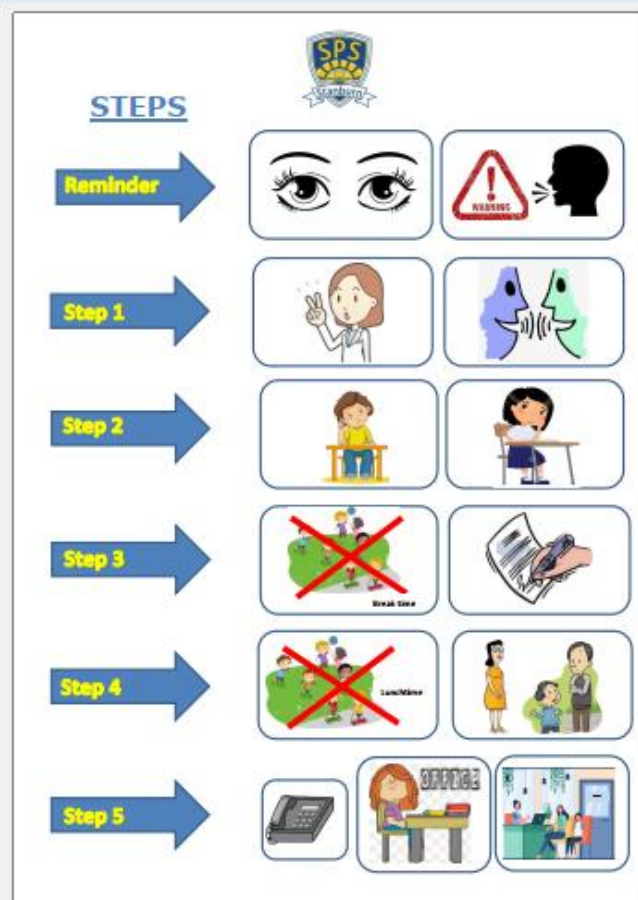 SPS
Stanburn
STEPS
Reminder
WARNING
Step 1
Step 2
Step 3
Break time
Step 4
Lunchtime
Step 5
OFFICE